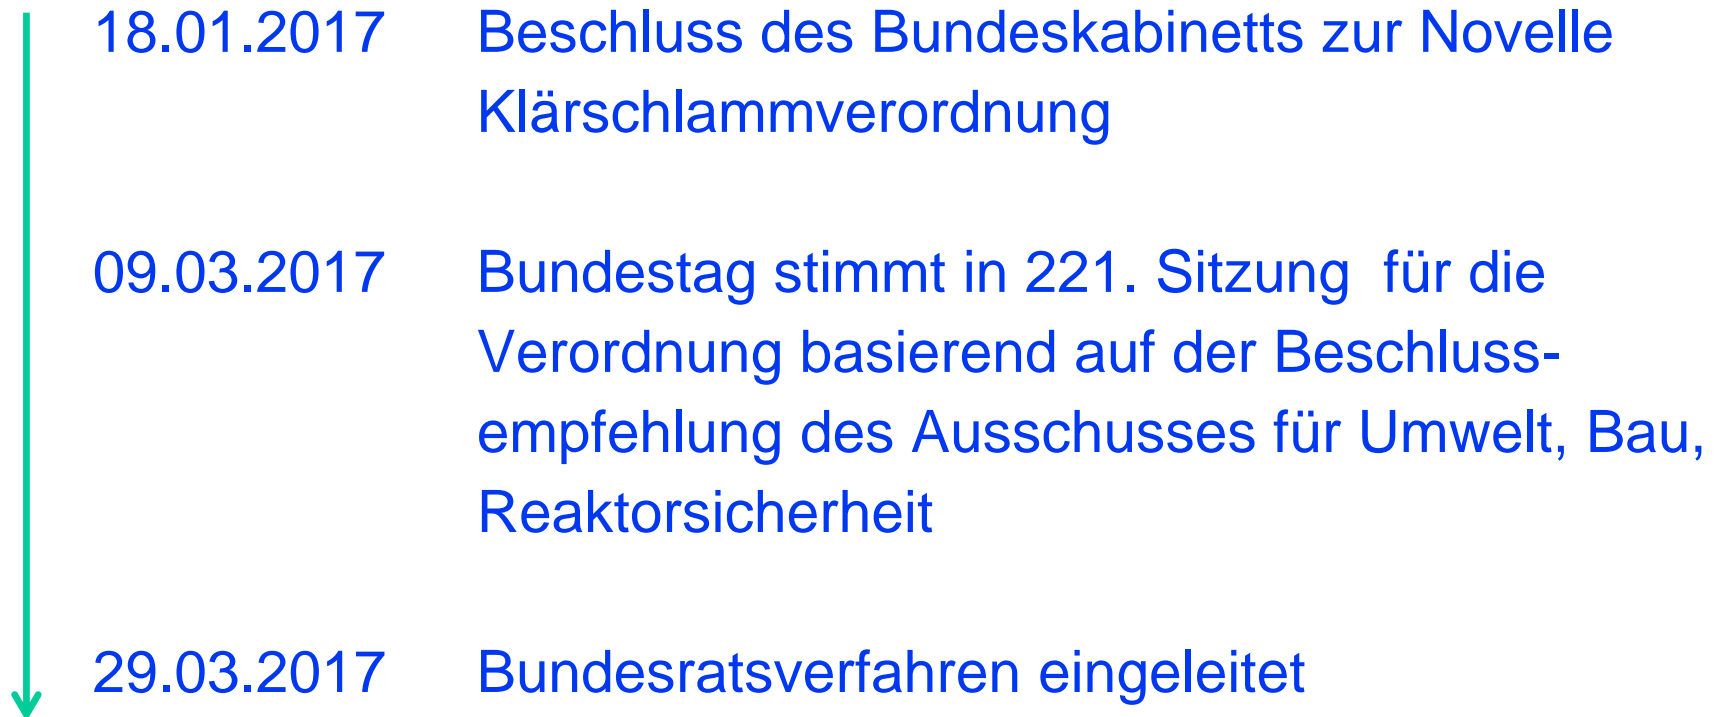 18.01.2017 Beschluss des Bundeskabinetts zur Novelle
Klärschlammverordnung
09.03.2017 Bundestag stimmt in 221. Sitzung für die
Verordnung basierend auf der Beschluss-
empfehlung des Ausschusses für Umwelt, Bau,
Reaktorsicherheit
29.03.2017 Bundesratsverfahren eingeleitet